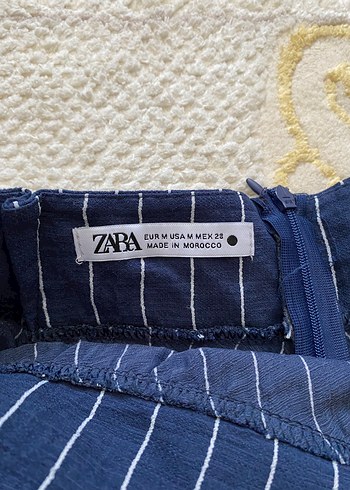 ZARA
EUR M USA M MEX 28
MADE IN MOROCCO